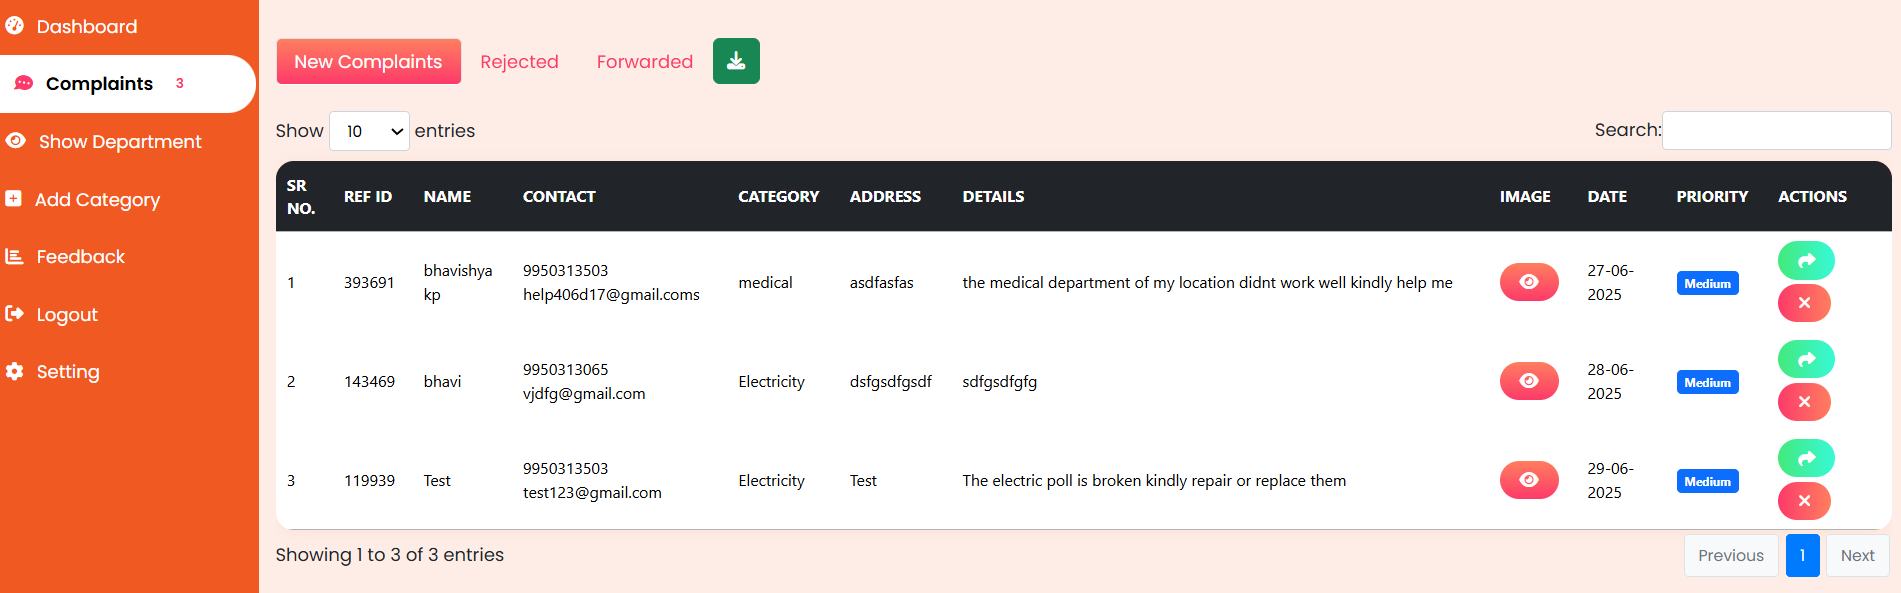 Dashboard
Complaints 3
Show Department
Add Category
Feedback
Logout
Setting
New Complaints Rejected Forwarded
Show 10 entries Search:
SR NO. REF ID NAME CONTACT CATEGORY ADDRESS DETAILS IMAGE DATE PRIORITY ACTIONS
1 393691 bhavishya kp 9950313503 help406d17@gmail.coms medical asdfasfas the medical department of my location didnt work well kindly help me 27-06-2025 Medium
2 143469 bhavi 9950313065 vjdfg@gmail.com Electricity dsfgsdfgsdf sdfgsdfgfg 28-06-2025 Medium
3 119939 Test 9950313503 test123@gmail.com Electricity Test The electric poll is broken kindly repair or replace them 29-06-2025 Medium
Showing 1 to 3 of 3 entries Previous 1 Next